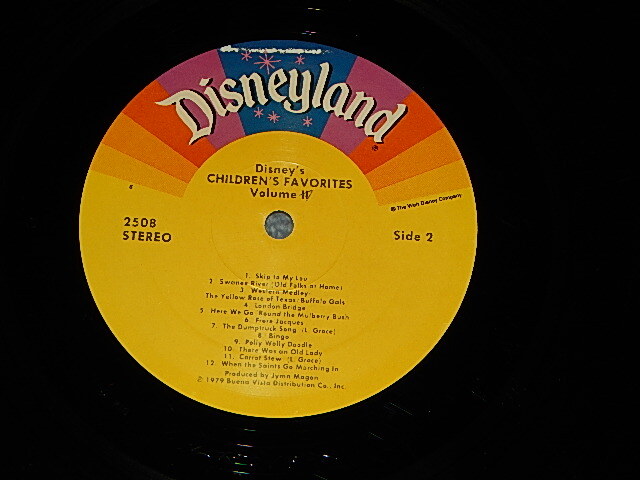 Disneyland
®
Disney's
CHILDREN'S FAVORITES
Volume II
© The Walt Disney Company
2508
STEREO
Side 2
1. Skip to My Lou
2. Swanee River (Old Folks at Home)
3. Western Medley:
The Yellow Rose of Texas/Buffalo Gals
4. London Bridge
5. Here We Go 'Round the Mulberry Bush
6. Frere Jacques
7. The Dumptruck Song (L. Grace)
8. Bingo
9. Polly Wolly Doodle
10. There Was an Old Lady
11. Carrot Stew (L. Grace)
12. When the Saints Go Marching In
Produced by Jymn Magon
℗ 1979 Buena Vista Distribution Co., Inc.